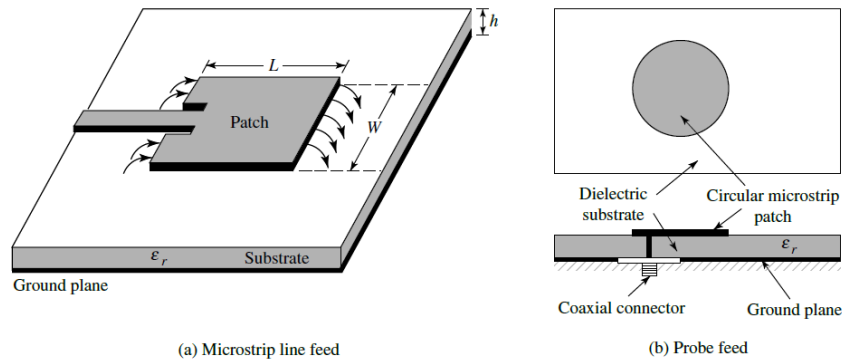 L
h
Patch
W
ε_r
Substrate
Ground plane
(a) Microstrip line feed
Dielectric
substrate
Circular microstrip
patch
ε_r
Coaxial connector
Ground plane
(b) Probe feed